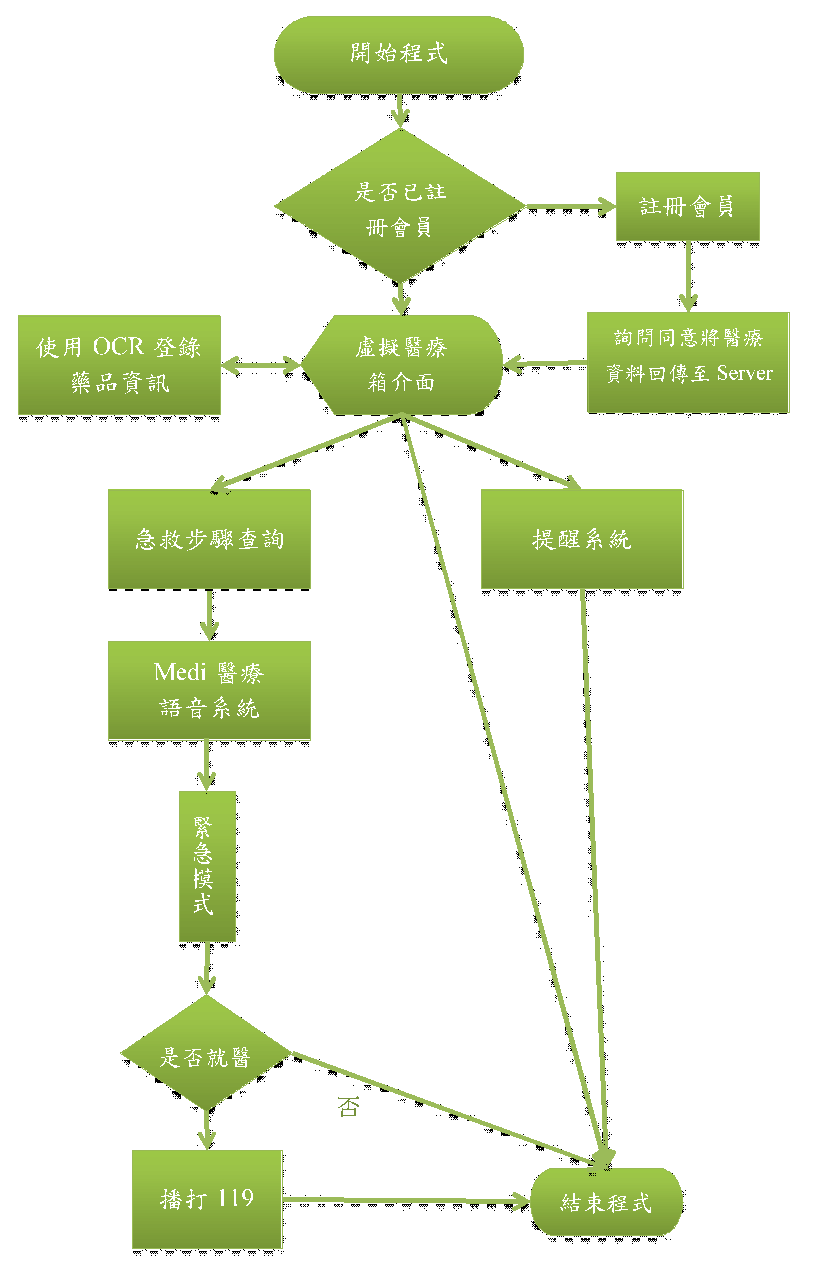 開始程式
是否已註
冊會員
註冊會員
使用 OCR 登錄
藥品資訊
虛擬醫療
箱介面
詢問同意將醫療
資料回傳至 Server
急救步驟查詢
提醒系統
Medi 醫療
語音系統
緊
急
模
式
是否就醫
否
播打 119
結束程式